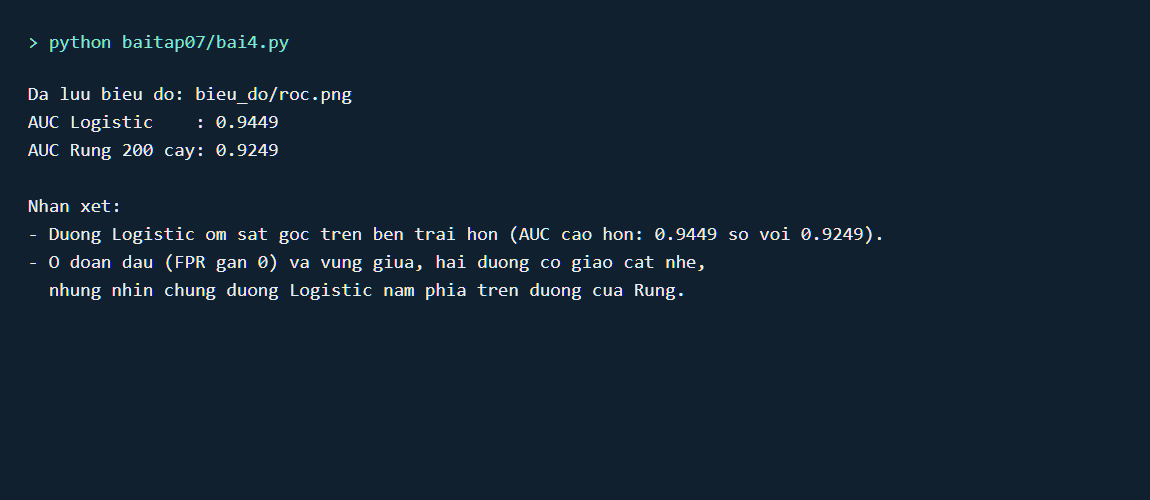 > python baitap07/bai4.py
Da luu bieu do: bieu_do/roc.png
AUC Logistic    : 0.9449
AUC Rung 200 cay: 0.9249
Nhan xet:
- Duong Logistic om sat goc tren ben trai hon (AUC cao hon: 0.9449 so voi 0.9249).
- O doan dau (FPR gan 0) va vung giua, hai duong co giao cat nhe,
  nhung nhin chung duong Logistic nam phia tren duong cua Rung.